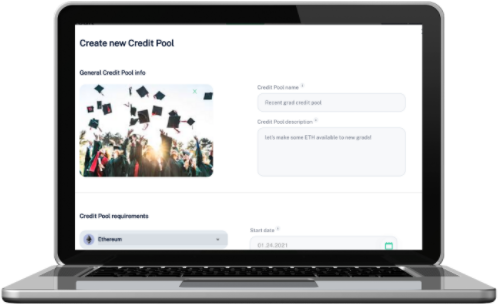 Create new Credit Pool
General Credit Pool info
Credit Pool name
Recent grad credit pool
Credit Pool description
let's make some ETH available to new grads!
Credit Pool requirements
Ethereum
Start date
01.24.2021